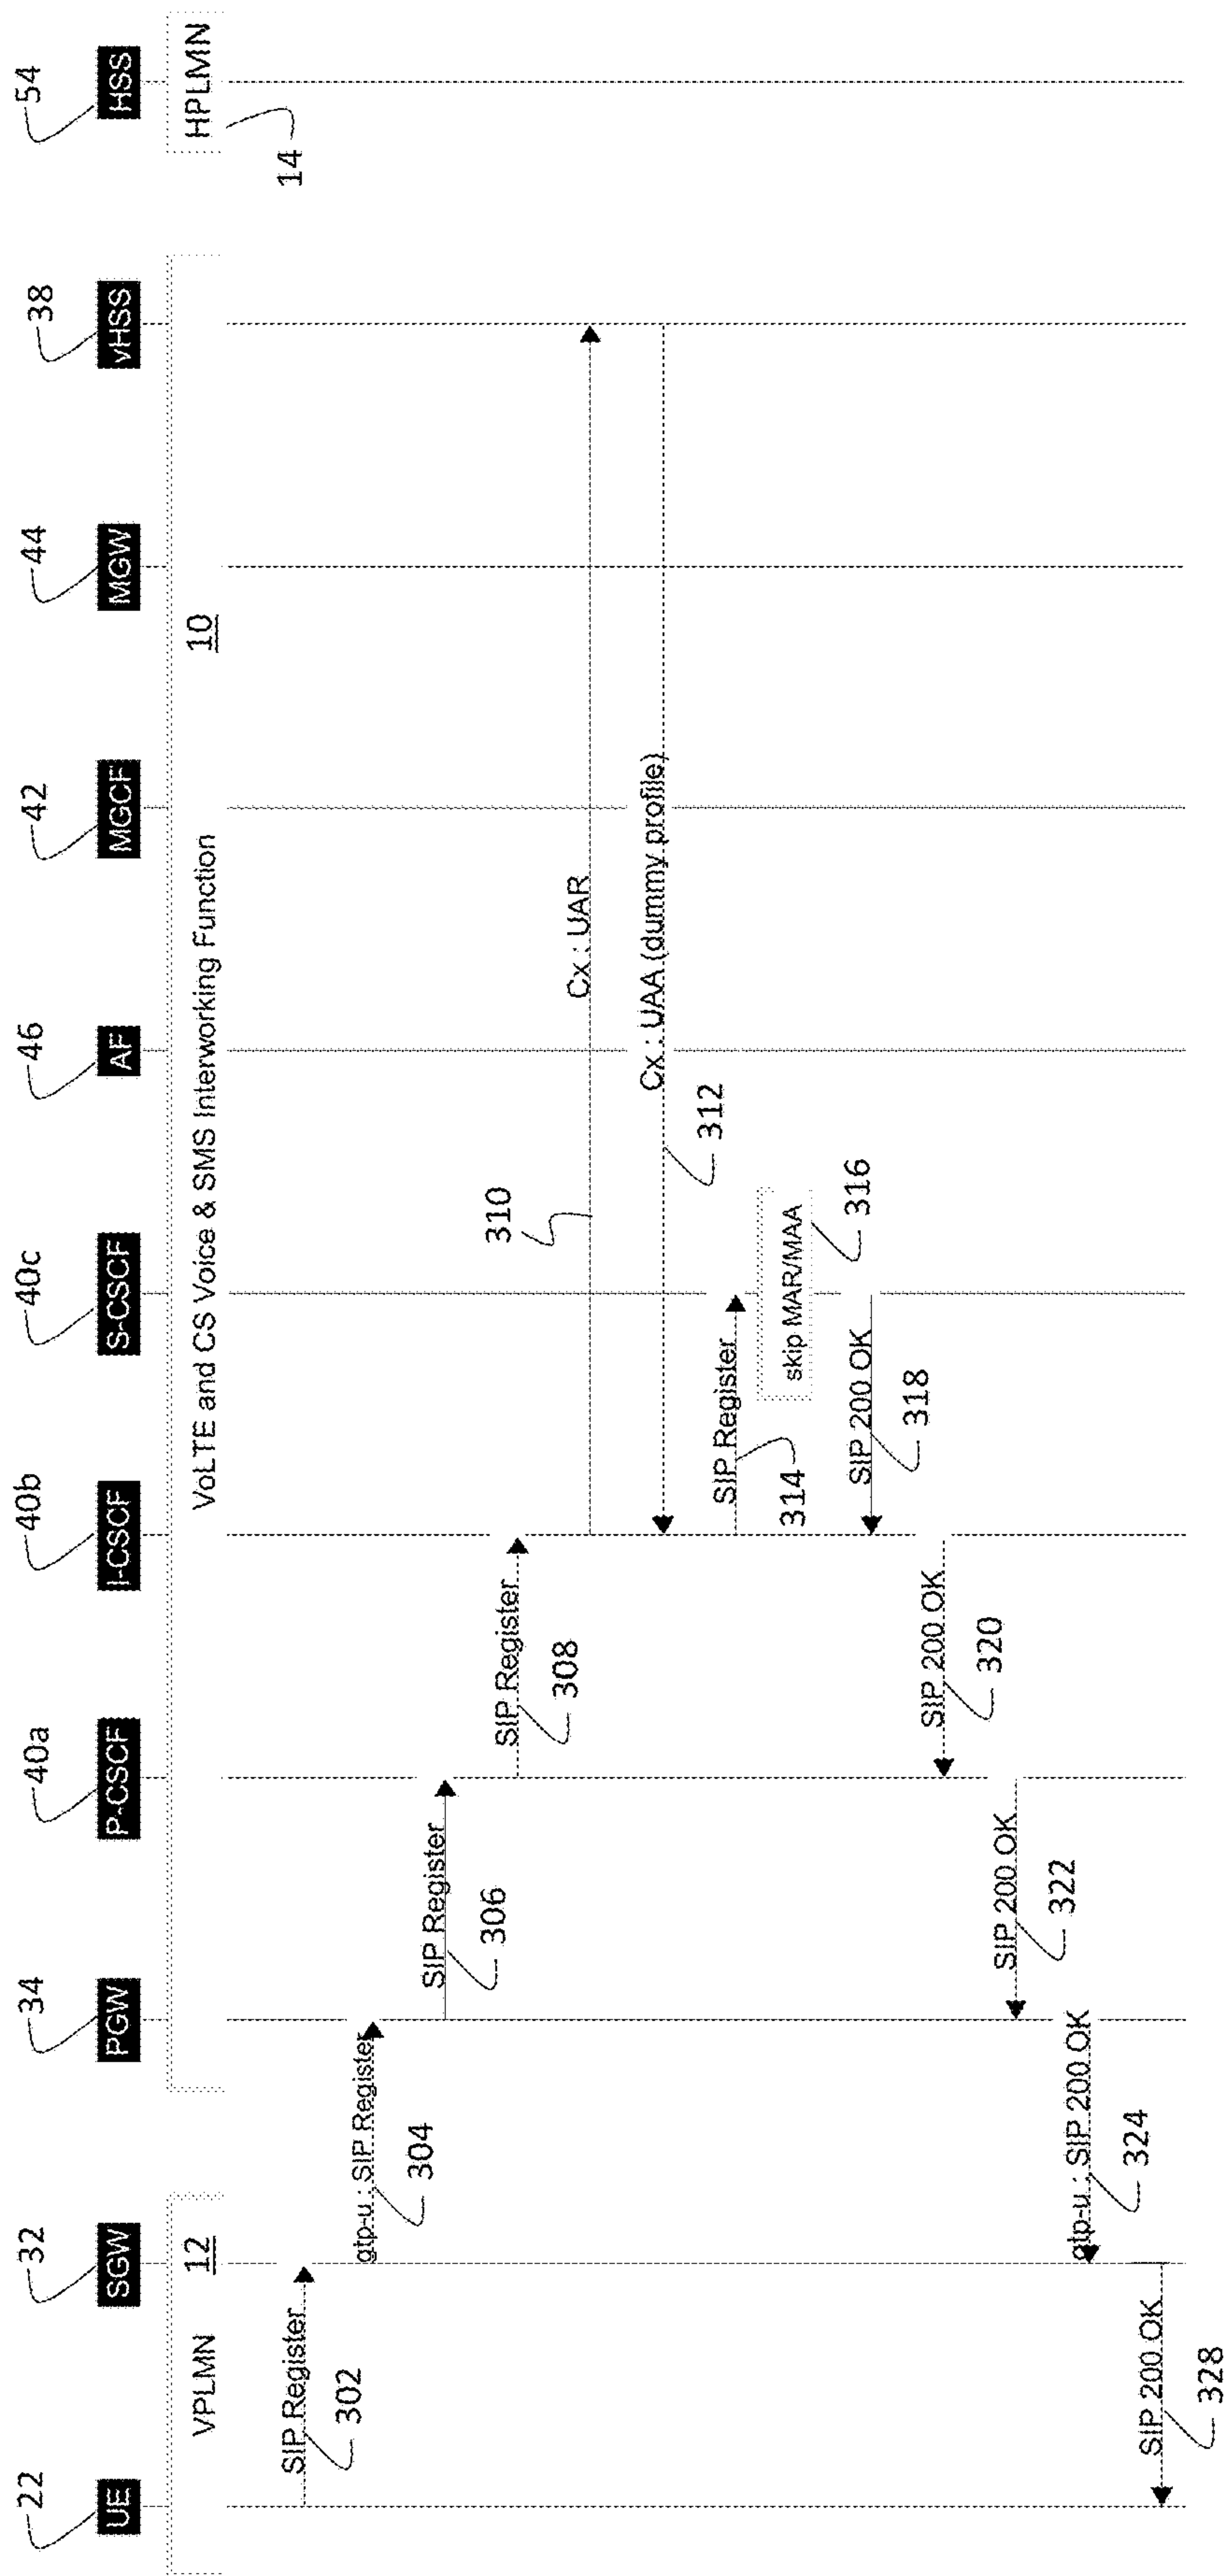 22 32 34 40a 40b 40c 46 42 44 38 54
UE SGW PGW P-CSCF I-CSCF S-CSCF AF MGCF MGW vHSS HSS
VPLMN 12 VoLTE and CS Voice & SMS Interworking Function 10 HPLMN
14
SIP Register
302
gtp-u : SIP Register
304
SIP Register
306
SIP Register
308
Cx : UAR
310
Cx : UAA (dummy profile)
312
SIP Register
314
skip MAR/MAA
316
SIP 200 OK
318
SIP 200 OK
320
SIP 200 OK
322
gtp-u : SIP 200 OK
324
SIP 200 OK
328